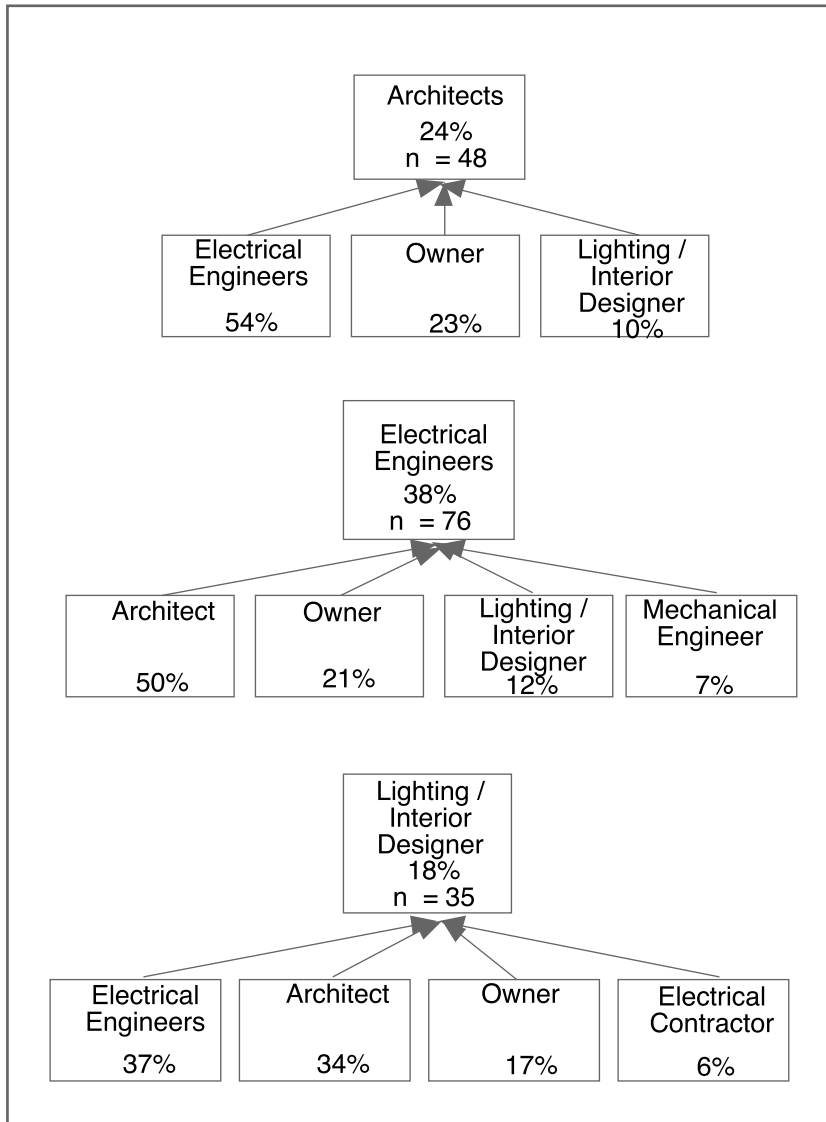 Architects
24%
n = 48
Electrical
Engineers
54%
Owner
23%
Lighting /
Interior
Designer
10%
Electrical
Engineers
38%
n = 76
Architect
50%
Owner
21%
Lighting /
Interior
Designer
12%
Mechanical
Engineer
7%
Lighting /
Interior
Designer
18%
n = 35
Electrical
Engineers
37%
Architect
34%
Owner
17%
Electrical
Contractor
6%